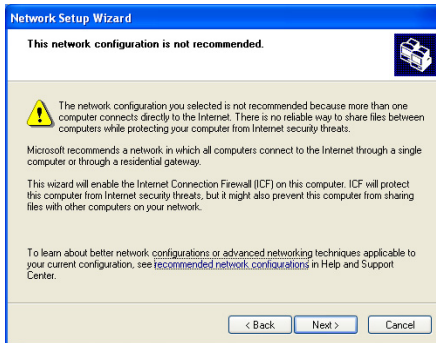 Network Setup Wizard
This network configuration is not recommended.
The network configuration you selected is not recommended because more than one
computer connects directly to the Internet. There is no reliable way to share files between
computers while protecting your computer from Internet security threats.
Microsoft recommends a network in which all computers connect to the Internet through a single
computer or through a residential gateway.
This wizard will enable the Internet Connection Firewall (ICF) on this computer. ICF will protect
this computer from Internet security threats, but it might also prevent this computer from sharing
files with other computers on your network.
To learn about better network configurations or advanced networking techniques applicable to
your current configuration, see recommended network configurations in Help and Support
Center.
< Back Next > Cancel